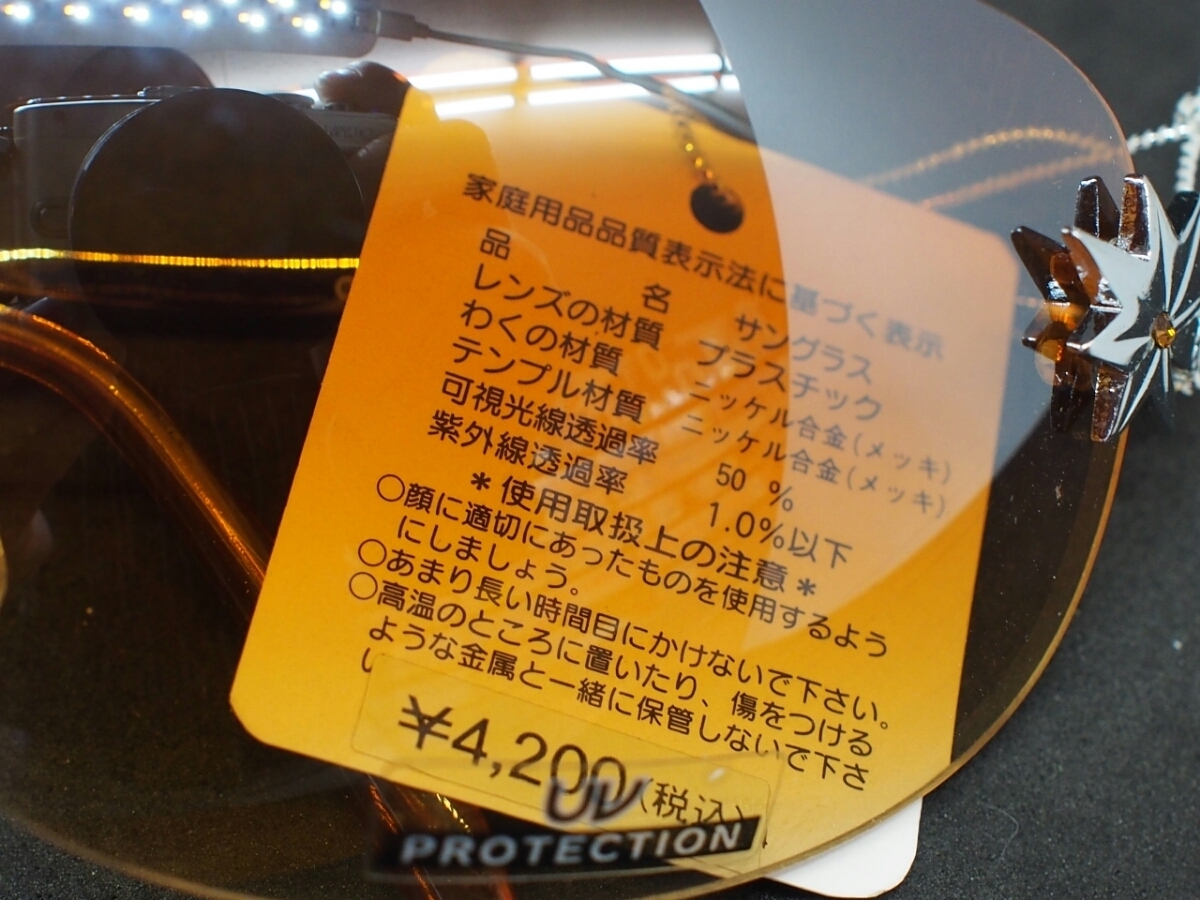 家庭用品品質表示法に基づく表示
品 名 サングラス
レンズの材質 プラスチック
わくの材質 ニッケル合金(メッキ)
テンプル材質 ニッケル合金(メッキ)
可視光線透過率 50 %
紫外線透過率 1.0%以下
*使用取扱上の注意*
○顔に適切にあったものを使用するよう
にしましょう。
○あまり長い時間目にかけないで下さい。
○高温のところに置いたり、傷をつける
ような金属と一緒に保管しないで下さ
い
¥4,200(税込)
UV
PROTECTION